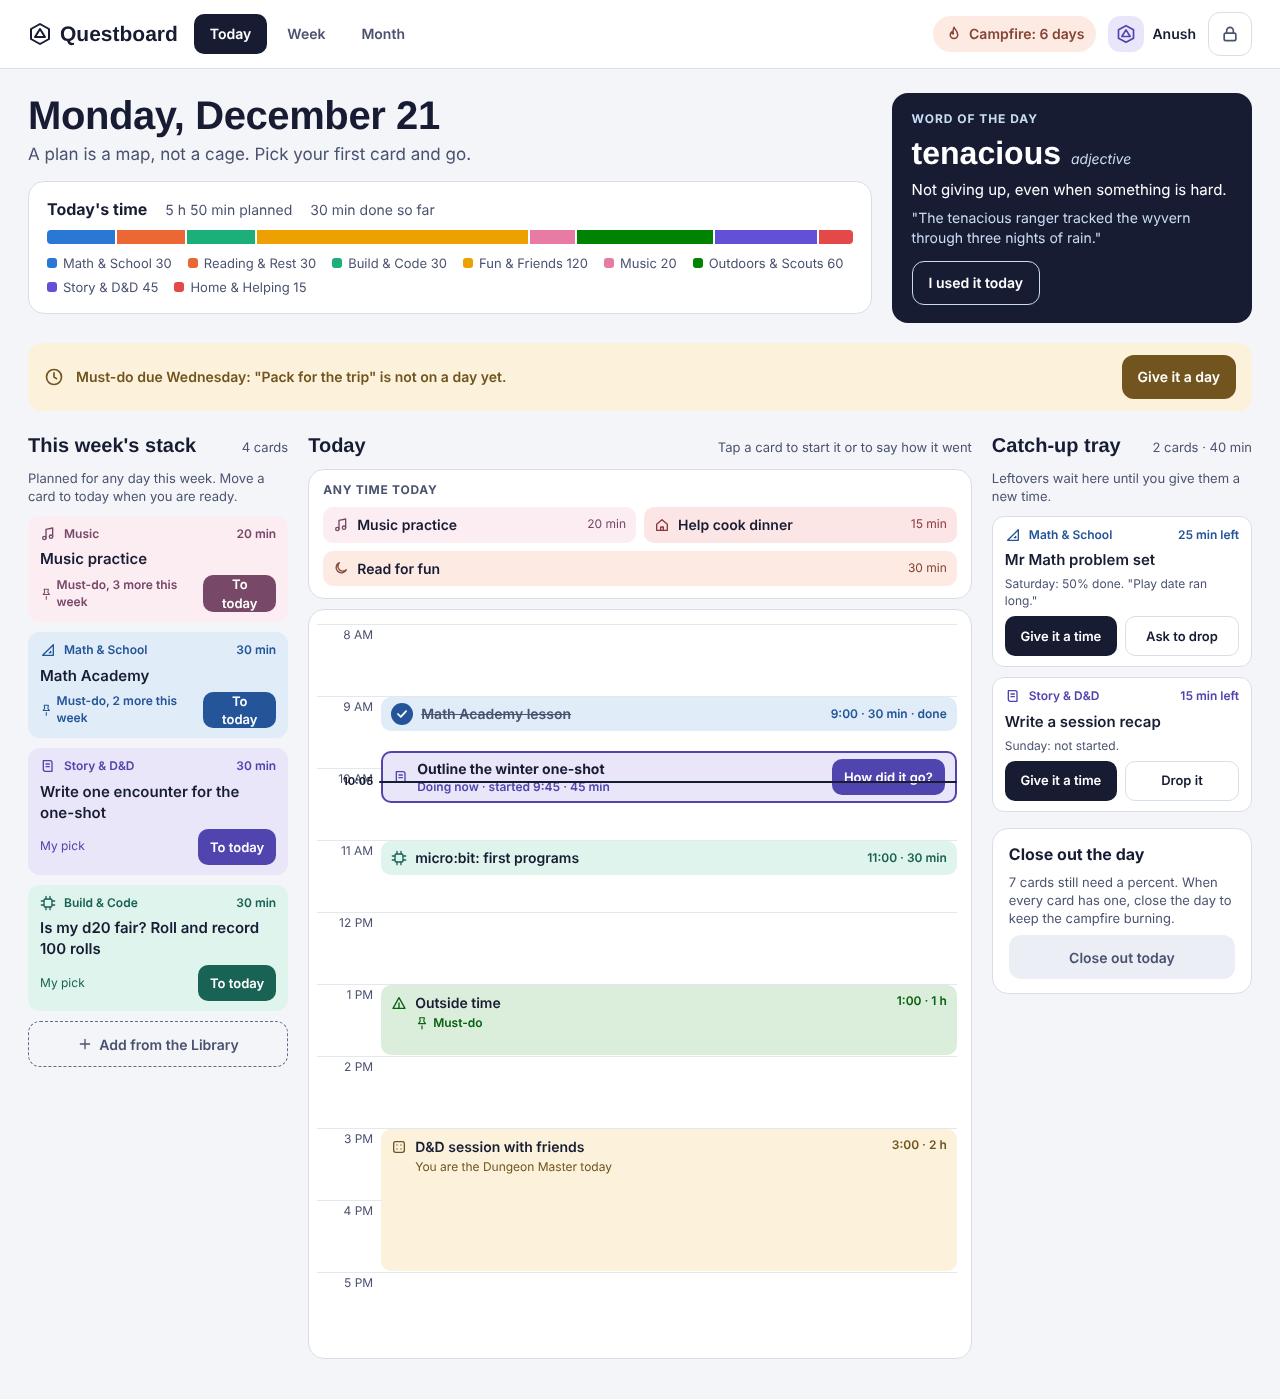 Questboard
Today
Week
Month
Campfire: 6 days
Anush
Monday, December 21
A plan is a map, not a cage. Pick your first card and go.
Today's time 5 h 50 min planned 30 min done so far
Math & School 30 Reading & Rest 30 Build & Code 30 Fun & Friends 120 Music 20 Outdoors & Scouts 60
Story & D&D 45 Home & Helping 15
WORD OF THE DAY
tenacious adjective
Not giving up, even when something is hard.
"The tenacious ranger tracked the wyvern
through three nights of rain."
I used it today
Must-do due Wednesday: "Pack for the trip" is not on a day yet.
Give it a day
This week's stack 4 cards
Planned for any day this week. Move a
card to today when you are ready.
Music 20 min
Music practice
Must-do, 3 more this
week
To
today
Math & School 30 min
Math Academy
Must-do, 2 more this
week
To
today
Story & D&D 30 min
Write one encounter for the
one-shot
My pick
To today
Build & Code 30 min
Is my d20 fair? Roll and record
100 rolls
My pick
To today
Add from the Library
Today
Tap a card to start it or to say how it went
ANY TIME TODAY
Music practice 20 min
Help cook dinner 15 min
Read for fun 30 min
8 AM
9 AM
Math Academy lesson 9:00 · 30 min · done
10 AM
10:05
Outline the winter one-shot
Doing now · started 9:45 · 45 min
How did it go?
11 AM
micro:bit: first programs 11:00 · 30 min
12 PM
1 PM
Outside time 1:00 · 1 h
Must-do
2 PM
3 PM
D&D session with friends 3:00 · 2 h
You are the Dungeon Master today
4 PM
5 PM
Catch-up tray 2 cards · 40 min
Leftovers wait here until you give them a
new time.
Math & School 25 min left
Mr Math problem set
Saturday: 50% done. "Play date ran
long."
Give it a time
Ask to drop
Story & D&D 15 min left
Write a session recap
Sunday: not started.
Give it a time
Drop it
Close out the day
7 cards still need a percent. When
every card has one, close the day to
keep the campfire burning.
Close out today